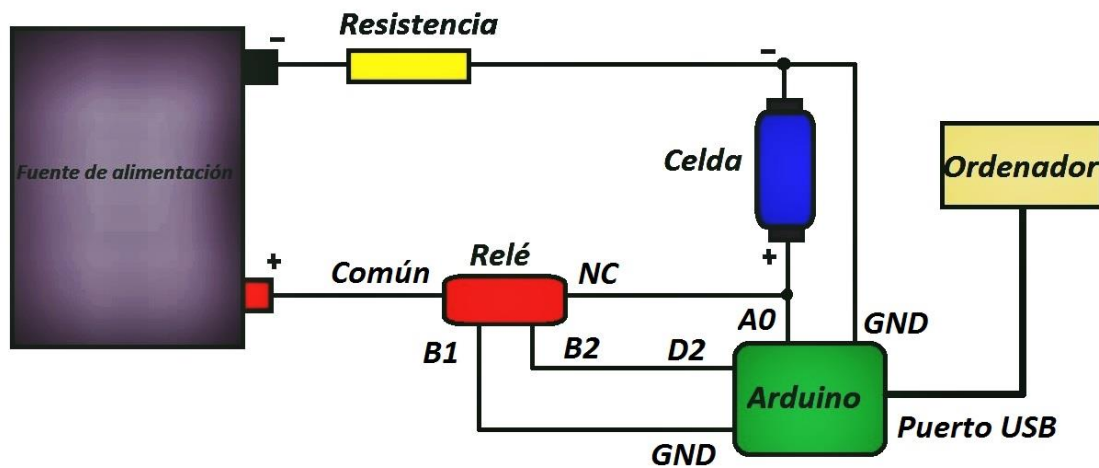 -
Resistencia
-
Fuente de alimentación
Celda
Ordenador
+
Común
Relé
NC
+
A0
GND
B1
B2
D2
Arduino
GND
Puerto USB